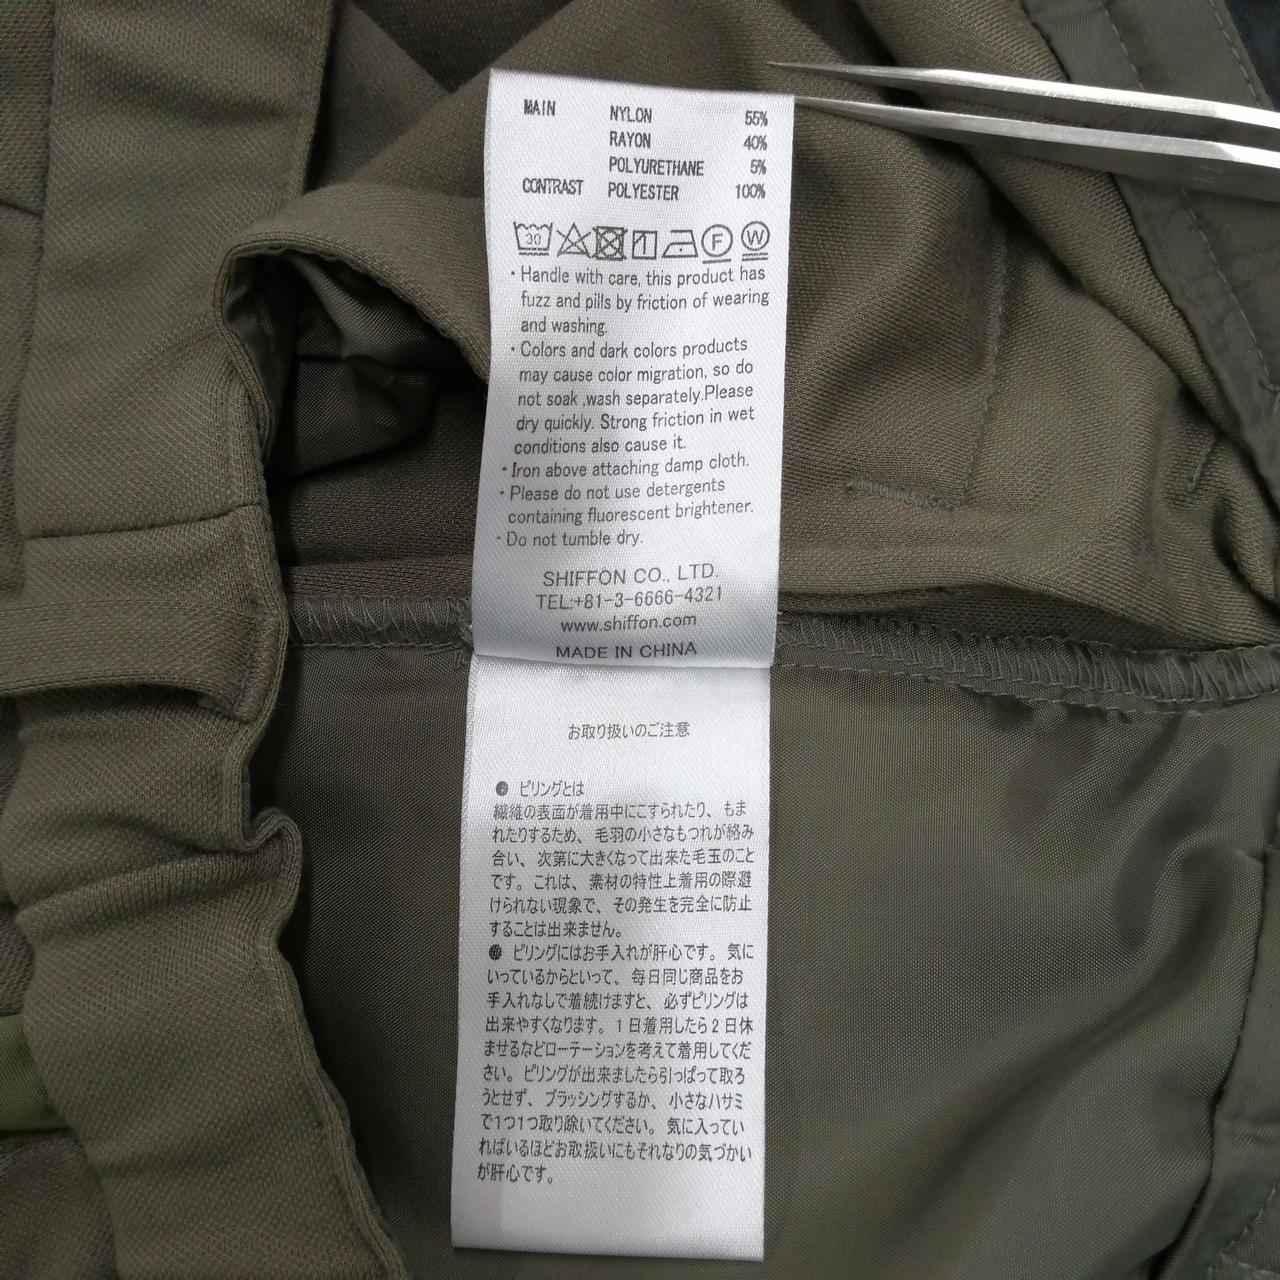 MAIN NYLON 55%
RAYON 40%
POLYURETHANE 5%
CONTRAST POLYESTER 100%
30 F W
・Handle with care, this product has
fuzz and pills by friction of wearing
and washing.
・Colors and dark colors products
may cause color migration, so do
not soak ,wash separately.Please
dry quickly. Strong friction in wet
conditions also cause it.
・Iron above attaching damp cloth.
・Please do not use detergents
containing fluorescent brightener.
・Do not tumble dry.
SHIFFON CO., LTD.
TEL:+81-3-6666-4321
www.shiffon.com
MADE IN CHINA
お取り扱いのご注意
● ピリングとは
繊維の表面が着用中にこすられたり、もま
れたりするため、毛羽の小さなもつれが絡み
合い、次第に大きくなって出来た毛玉のこと
です。これは、素材の特性上着用の際避
けられない現象で、その発生を完全に防止
することは出来ません。
● ピリングにはお手入れが肝心です。気に
いっているからといって、毎日同じ商品をお
手入れなしで着続けますと、必ずピリングは
出来やすくなります。1日着用したら2日休
ませるなどローテーションを考えて着用してくだ
さい。ピリングが出来ましたら引っぱって取ろ
うとせず、ブラッシングするか、小さなハサミ
で1つ1つ取り除いてください。気に入ってい
ればいるほどお取扱いにもそれなりの気づかい
が肝心です。